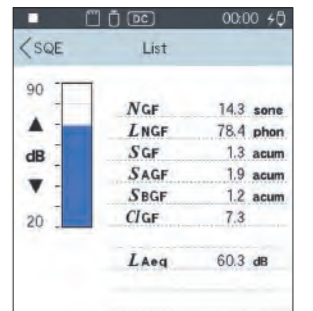 DC 00:00
<SQE List
90
dB
20
NGF 14.3 sone
LNGF 78.4 phon
SGF 1.3 acum
SAGF 1.9 acum
SBGF 1.2 acum
C/GF 7.3
LAeq 60.3 dB